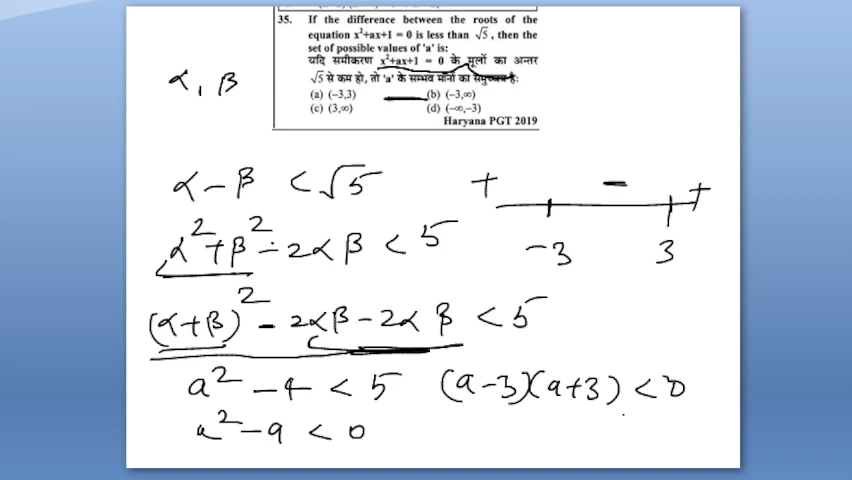 35. If the difference between the roots of the
equation x²+ax+1 = 0 is less than √5, then the
set of possible values of 'a' is:
यदि समीकरण x²+ax+1 = 0 के मूलों का अन्तर
√5 से कम हो, तो 'a' के सम्भव मानों का समुच्चय है:
(a) (–3,3) (b) (–3,∞)
(c) (3,∞) (d) (–∞,–3)
Haryana PGT 2019
α, β
α – β < √5
α² + β² – 2αβ < 5
(α+β)² – 2αβ – 2αβ < 5
a² – 4 < 5
a² – 9 < 0
+ – +
–3 3
(a–3)(a+3) < 0